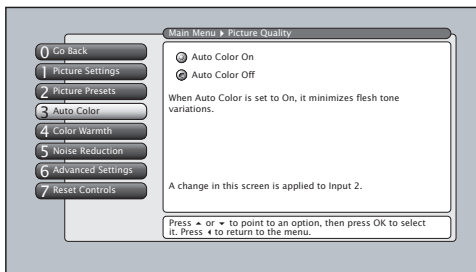 Main Menu ▸ Picture Quality
0 Go Back
1 Picture Settings
2 Picture Presets
3 Auto Color
4 Color Warmth
5 Noise Reduction
6 Advanced Settings
7 Reset Controls
Auto Color On
Auto Color Off
When Auto Color is set to On, it minimizes flesh tone
variations.
A change in this screen is applied to Input 2.
Press ▲ or ▼ to point to an option, then press OK to select
it. Press ◀ to return to the menu.